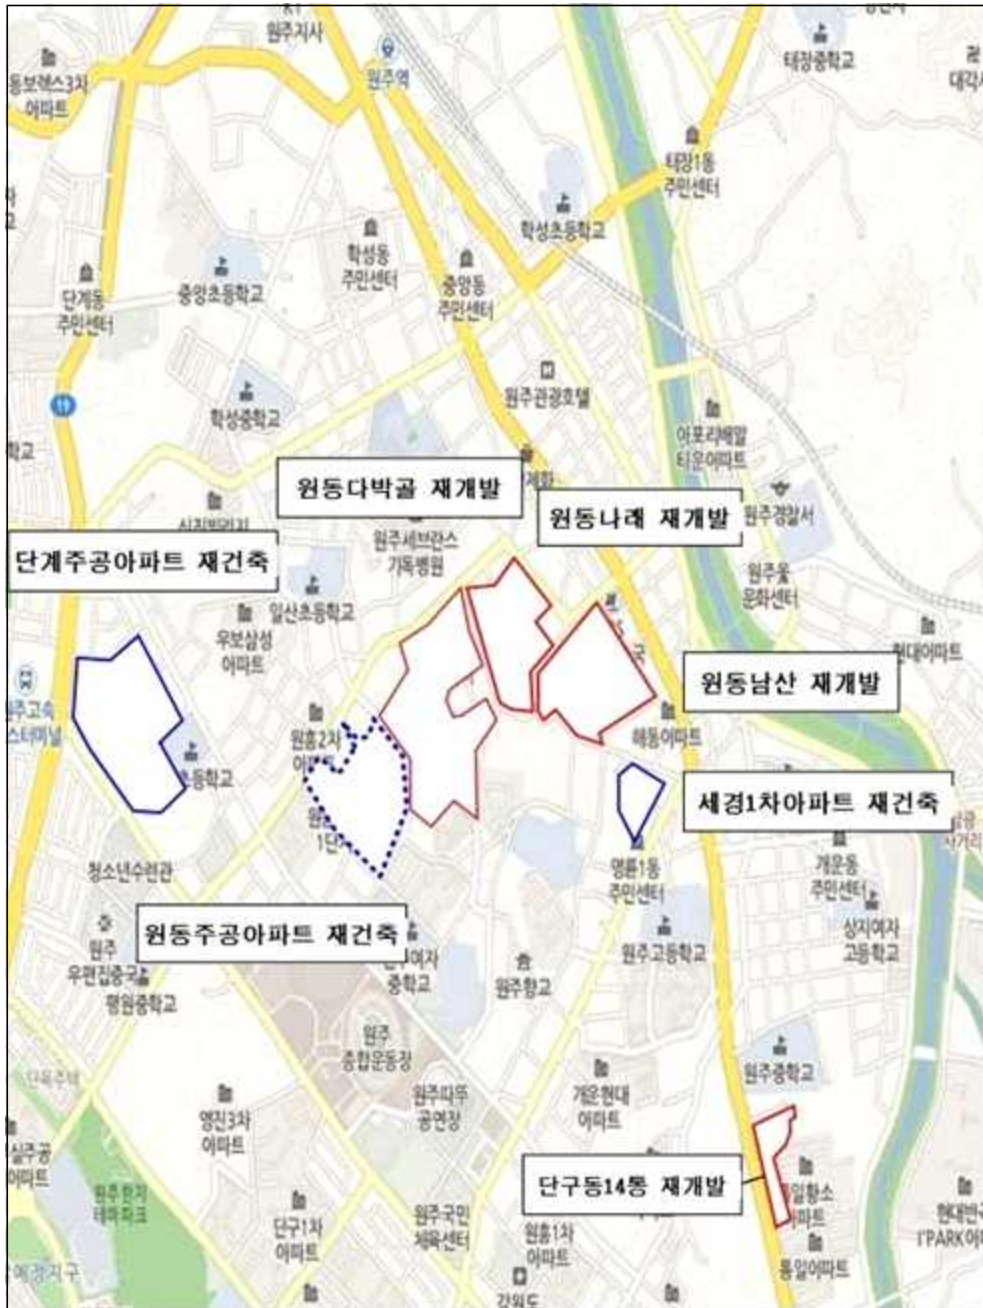 원주지사
동보렉스3차
아파트
원주역
태장중학교
대각사
태장1동
주민센터
학성초등학교
학성동
주민센터
중앙초등학교
중앙동
주민센터
단계동
주민센터
원주관광호텔
학성중학교
19
아포리배말
타운아파트
원동다박골 재개발
원동나래 재개발
원주경찰서
원주세브란스
기독병원
단계주공아파트 재건축
원주옻
문화센터
일산초등학교
우보삼성
아파트
현대아파트
원동남산 재개발
해동아파트
원흥2차
세경1차아파트 재건축
1단
명륜1동
주민센터
개운동
주민센터
청소년수련관
원동주공아파트 재건축
상지여자
고등학교
원주고등학교
원주
우편집중국
평원중학교
중학교
원주향교
원주
종합운동장
원주중학교
단독주택
영진3차
아파트
원주따뚜
공연장
개운현대
아파트
단구동14통 재개발
원주한지
테마파크
단구1차
아파트
원주국민
체육센터
원흥1차
아파트
통일아파트
강원도